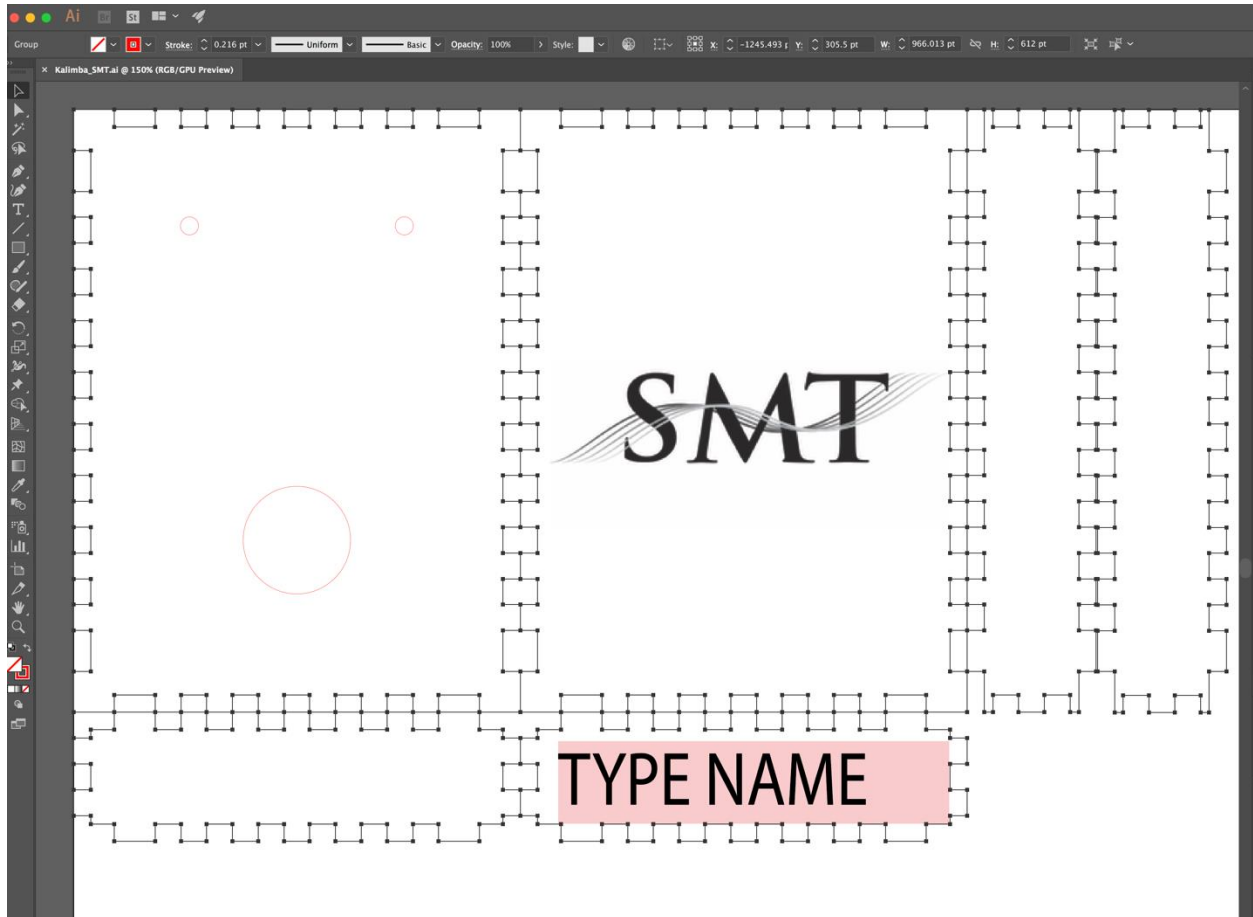 Ai Br St
Group Stroke: 0.216 pt Uniform Basic Opacity: 100% Style: X: -1245.493 Y: 305.5 pt W: 966.013 pt H: 612 pt
× Kalimba_SMT.ai @ 150% (RGB/GPU Preview)
SMT
TYPE NAME